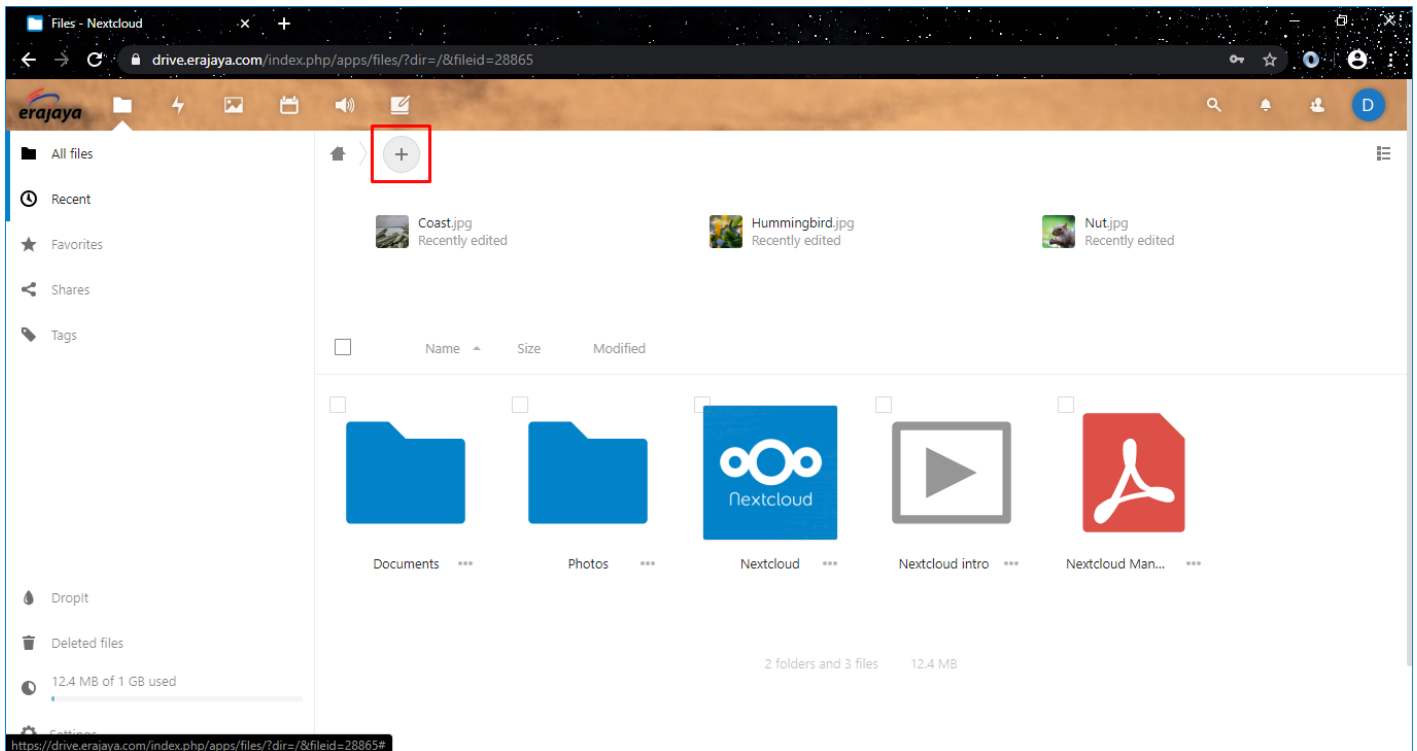 Files - Nextcloud
drive.erajaya.com/index.php/apps/files/?dir=/&fileid=28865
erajaya
D
All files
Recent
Favorites
Shares
Tags
Coast.jpg
Recently edited
Hummingbird.jpg
Recently edited
Nut.jpg
Recently edited
Name Size Modified
Nextcloud
Documents ••• Photos ••• Nextcloud ••• Nextcloud intro ••• Nextcloud Man... •••
2 folders and 3 files 12.4 MB
DropIt
Deleted files
12.4 MB of 1 GB used
Settings
https://drive.erajaya.com/index.php/apps/files/?dir=/&fileid=28865#